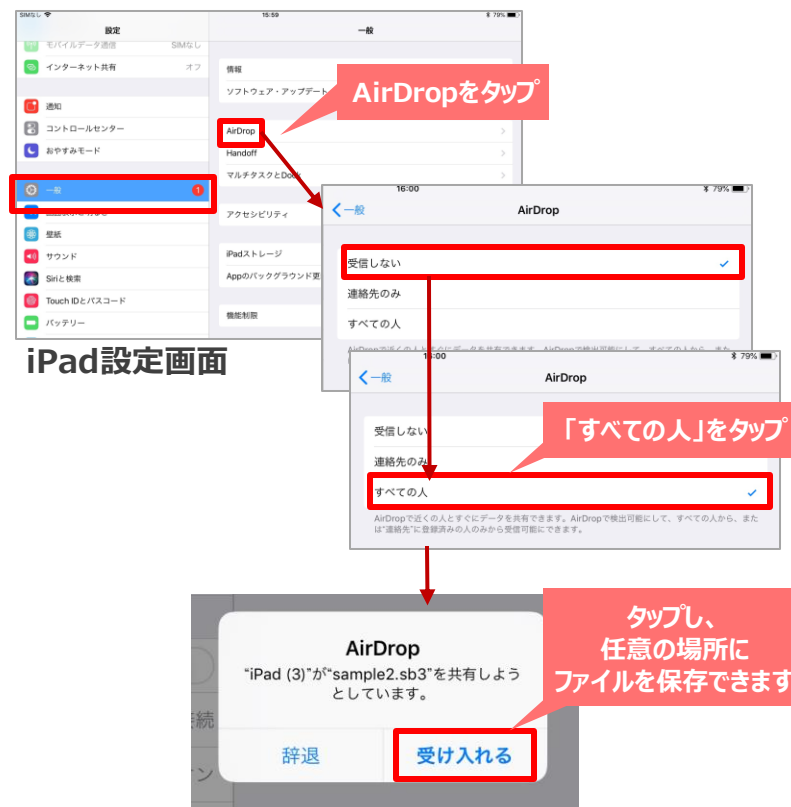 SIMなし
15:59
79%
設定
一般
モバイルデータ通信 SIMなし
インターネット共有 オフ
通知
コントロールセンター
おやすみモード
一般 1
壁紙
サウンド
Siriと検索
Touch IDとパスコード
バッテリー
情報
ソフトウェア・アップデート
AirDropをタップ
AirDrop
Handoff
マルチタスクとDock
アクセシビリティ
iPadストレージ
Appのバックグラウンド更
機能制限
iPad設定画面
16:00
79%
一般
AirDrop
受信しない
連絡先のみ
すべての人
16:00
79%
一般
AirDrop
受信しない
連絡先のみ
すべての人
「すべての人」をタップ
AirDropで近くの人とすぐにデータを共有できます。AirDropで検出可能にして、すべての人から、また
は"連絡先"に登録済みの人のみから受信可能にできます。
AirDrop
“iPad (3)”が“sample2.sb3”を共有しよう
としています。
辞退
受け入れる
タップし、
任意の場所に
ファイルを保存できます
続
ン